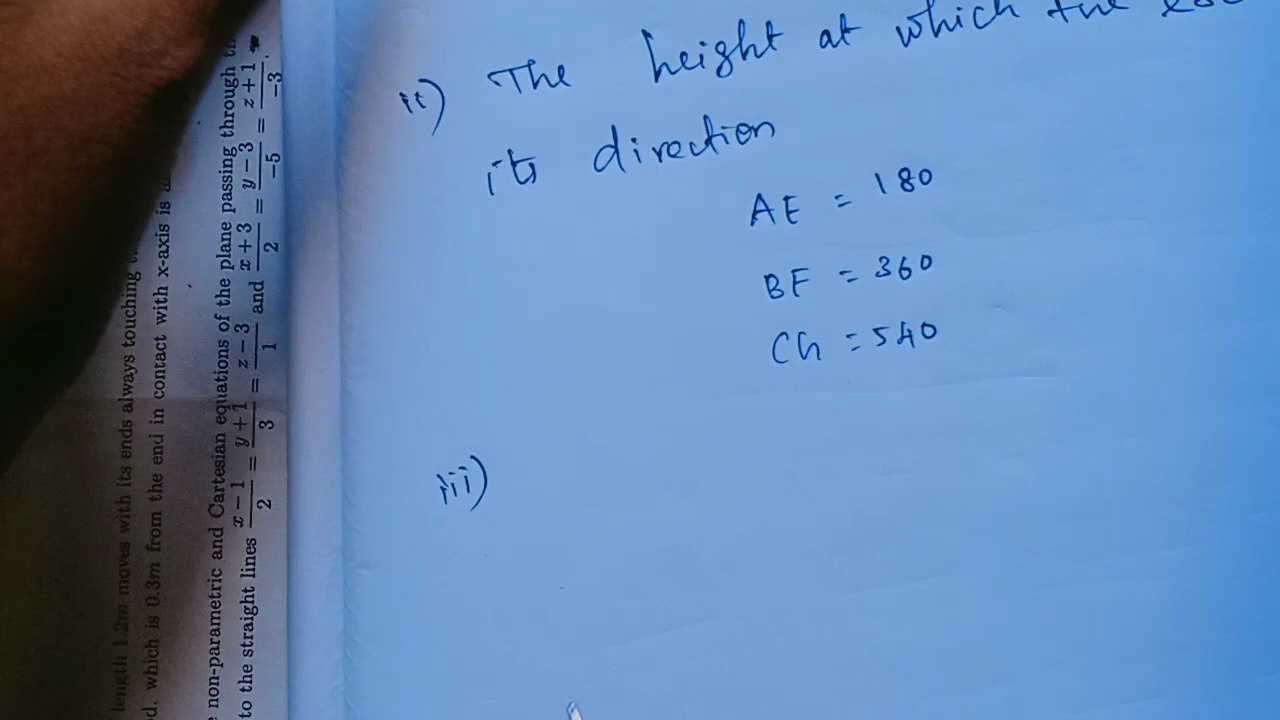 ii) The height at which the
its direction
AE = 180
BF = 360
CG = 540
iii)
length 1.2m moves with its ends always touching
which is 0.3m from the end in contact with x-axis is
non-parametric and Cartesian equations of the plane passing through
to the straight lines (x − 1)/2 = (y + 1)/3 = (z − 3)/1 and (x + 3)/2 = (y − 3)/−5 = (z + 1)/−3.